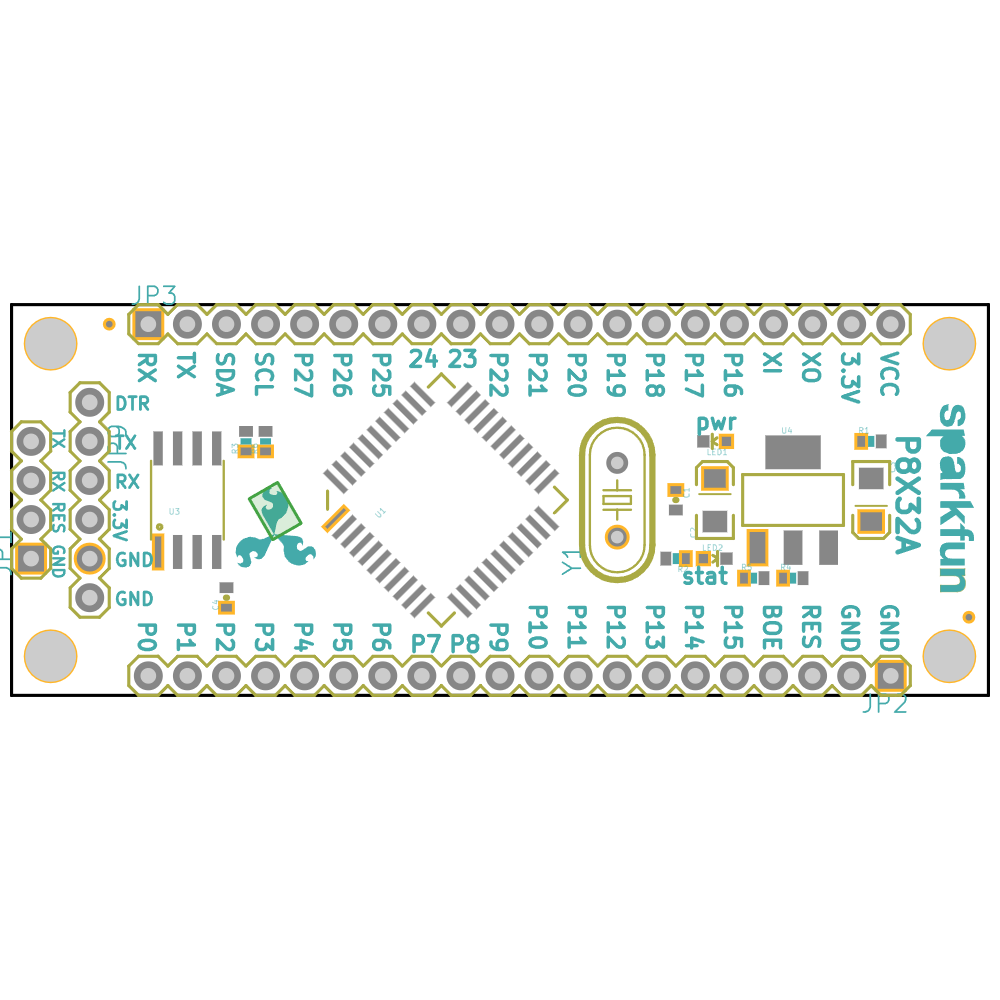 JP3
RX
TX
SDA
SCL
P27
P26
P25
24
23
P22
P21
P20
P19
P18
P17
P16
XI
XO
3.3V
VCC
DTR
TX
RX
3.3V
GND
GND
TX
RX
RES
GND
JP1
JP9
U3
U1
Y1
pwr
LED1
U4
R1
C1
C2
LED2
stat
C4
P8X32A
sparkfun
P0
P1
P2
P3
P4
P5
P6
P7
P8
P9
P10
P11
P12
P13
P14
P15
BOE
RES
GND
GND
JP2